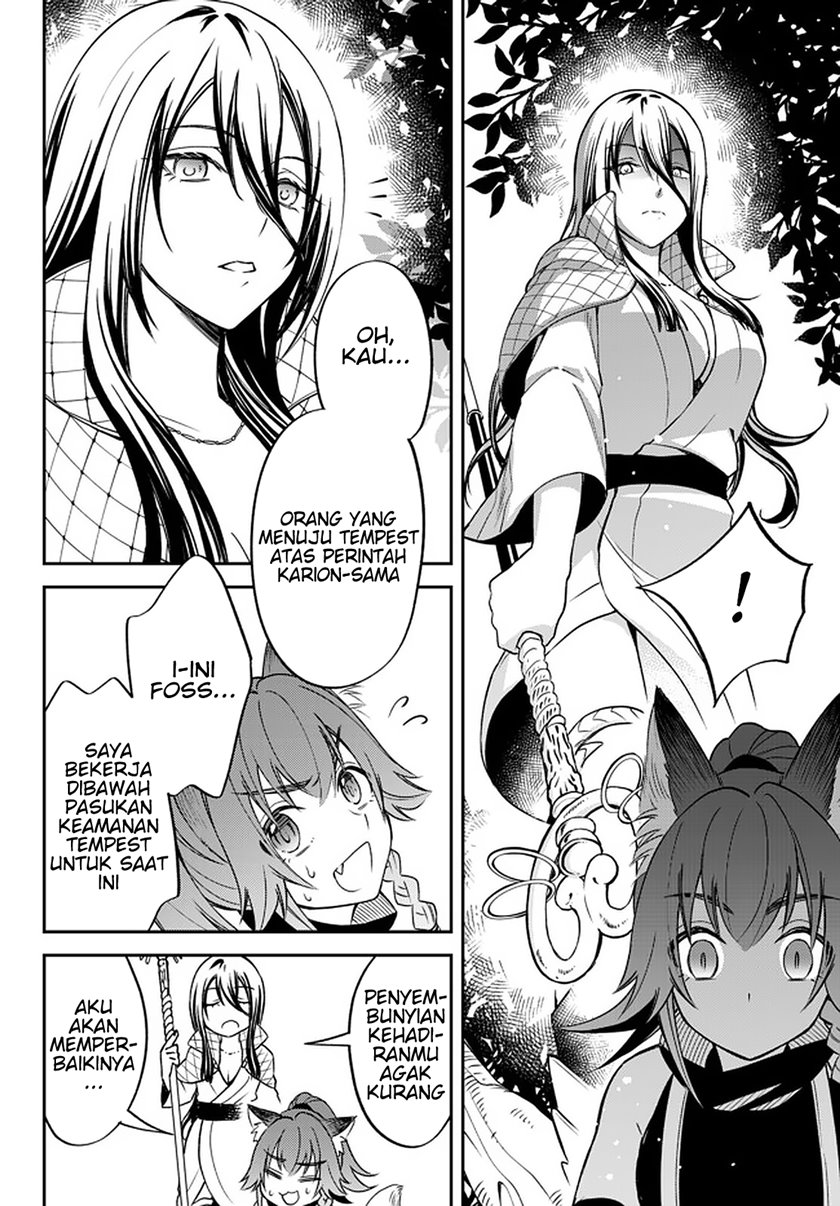 !
OH,
KAU...
ORANG YANG
MENUJU TEMPEST
ATAS PERINTAH
KARION-SAMA
I-INI
FOSS...
SAYA
BEKERJA
DIBAWAH
PASUKAN
KEAMANAN
TEMPEST
UNTUK SAAT
INI
PENYEM-
BUNYIAN
KEHADI-
RANMU
AGAK
KURANG
AKU
AKAN
MEMPER-
BAIKINYA
...